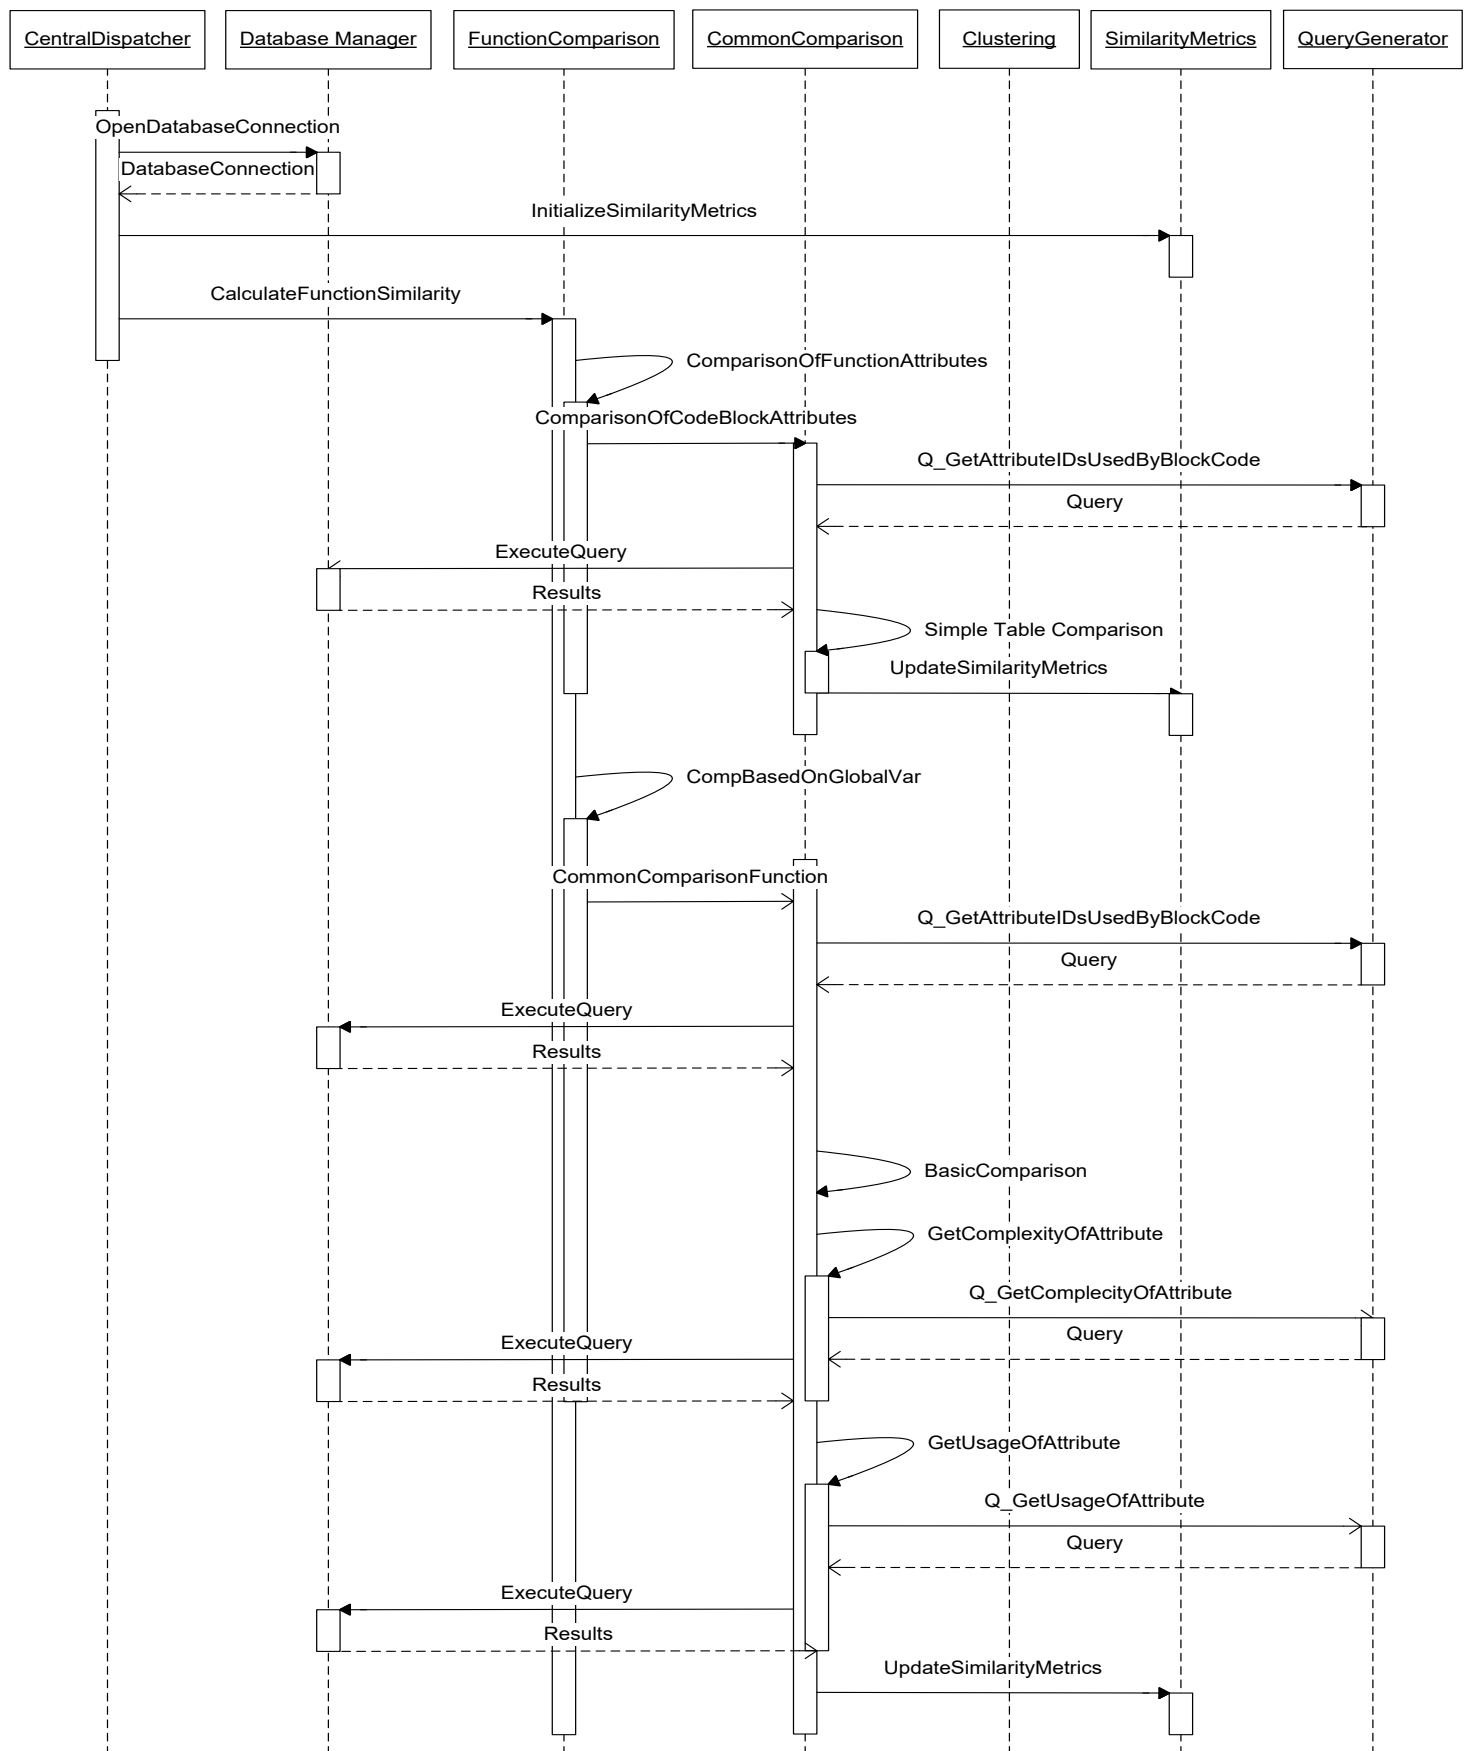 CentralDispatcher
Database Manager
FunctionComparison
CommonComparison
Clustering
SimilarityMetrics
QueryGenerator
OpenDatabaseConnection
DatabaseConnection
InitializeSimilarityMetrics
CalculateFunctionSimilarity
ComparisonOfFunctionAttributes
ComparisonOfCodeBlockAttributes
Q_GetAttributeIDsUsedByBlockCode
Query
ExecuteQuery
Results
Simple Table Comparison
UpdateSimilarityMetrics
CompBasedOnGlobalVar
CommonComparisonFunction
Q_GetAttributeIDsUsedByBlockCode
Query
ExecuteQuery
Results
BasicComparison
GetComplexityOfAttribute
Q_GetComplecityOfAttribute
Query
ExecuteQuery
Results
GetUsageOfAttribute
Q_GetUsageOfAttribute
Query
ExecuteQuery
Results
UpdateSimilarityMetrics